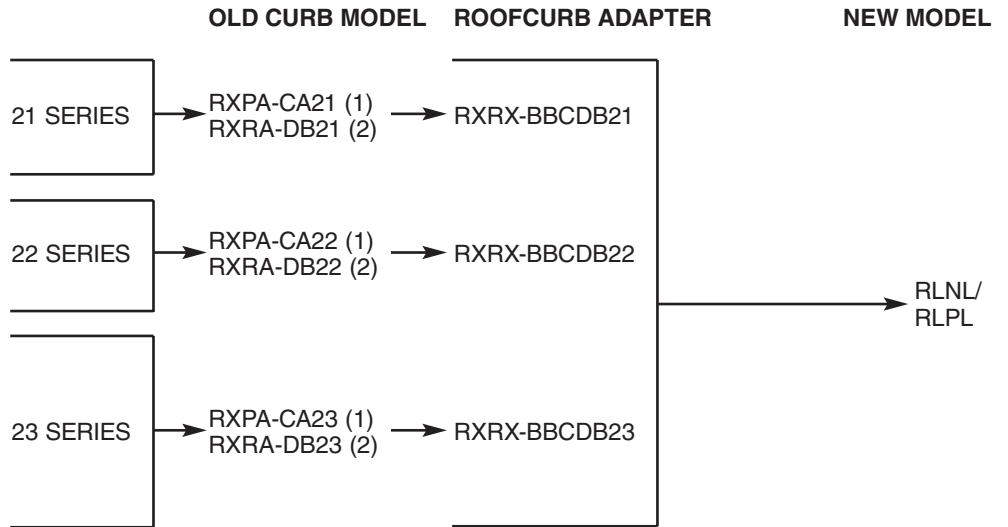 OLD CURB MODEL ROOFCURB ADAPTER NEW MODEL
21 SERIES
RXPA-CA21 (1)
RXRA-DB21 (2)
RXRX-BBCDB21
22 SERIES
RXPA-CA22 (1)
RXRA-DB22 (2)
RXRX-BBCDB22
RLNL/
RLPL
23 SERIES
RXPA-CA23 (1)
RXRA-DB23 (2)
RXRX-BBCDB23